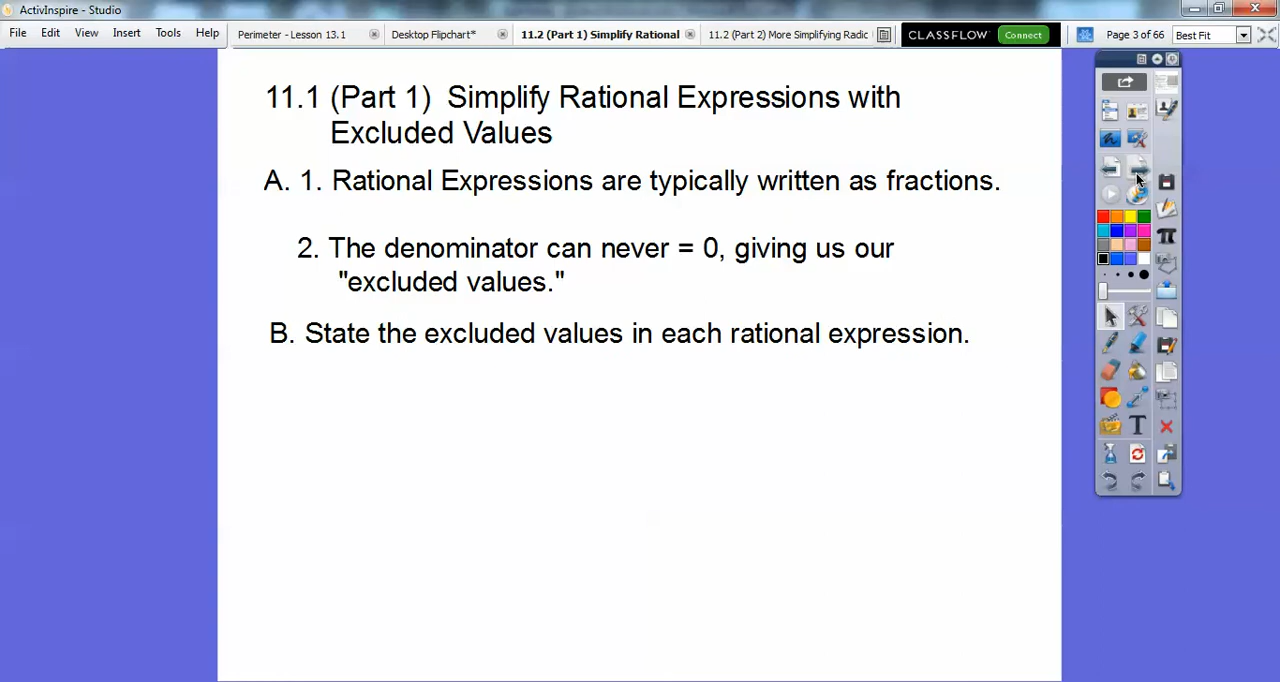 ActivInspire - Studio
File Edit View Insert Tools Help
Perimeter - Lesson 13.1
Desktop Flipchart*
11.2 (Part 1) Simplify Rational
11.2 (Part 2) More Simplifying Radic
CLASSFLOW Connect
Page 3 of 66
Best Fit
11.1 (Part 1) Simplify Rational Expressions with
Excluded Values
A. 1. Rational Expressions are typically written as fractions.
2. The denominator can never = 0, giving us our
"excluded values."
B. State the excluded values in each rational expression.